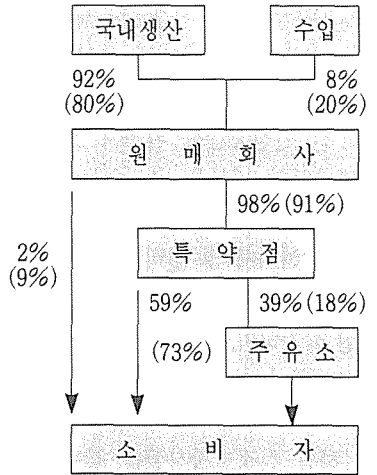 국내생산 수입
92% 8%
(80%) (20%)
원 매 회 사
98% (91%)
특 약 점
2%
(9%)
59% 39% (18%)
(73%) 주 유 소
소 비 자